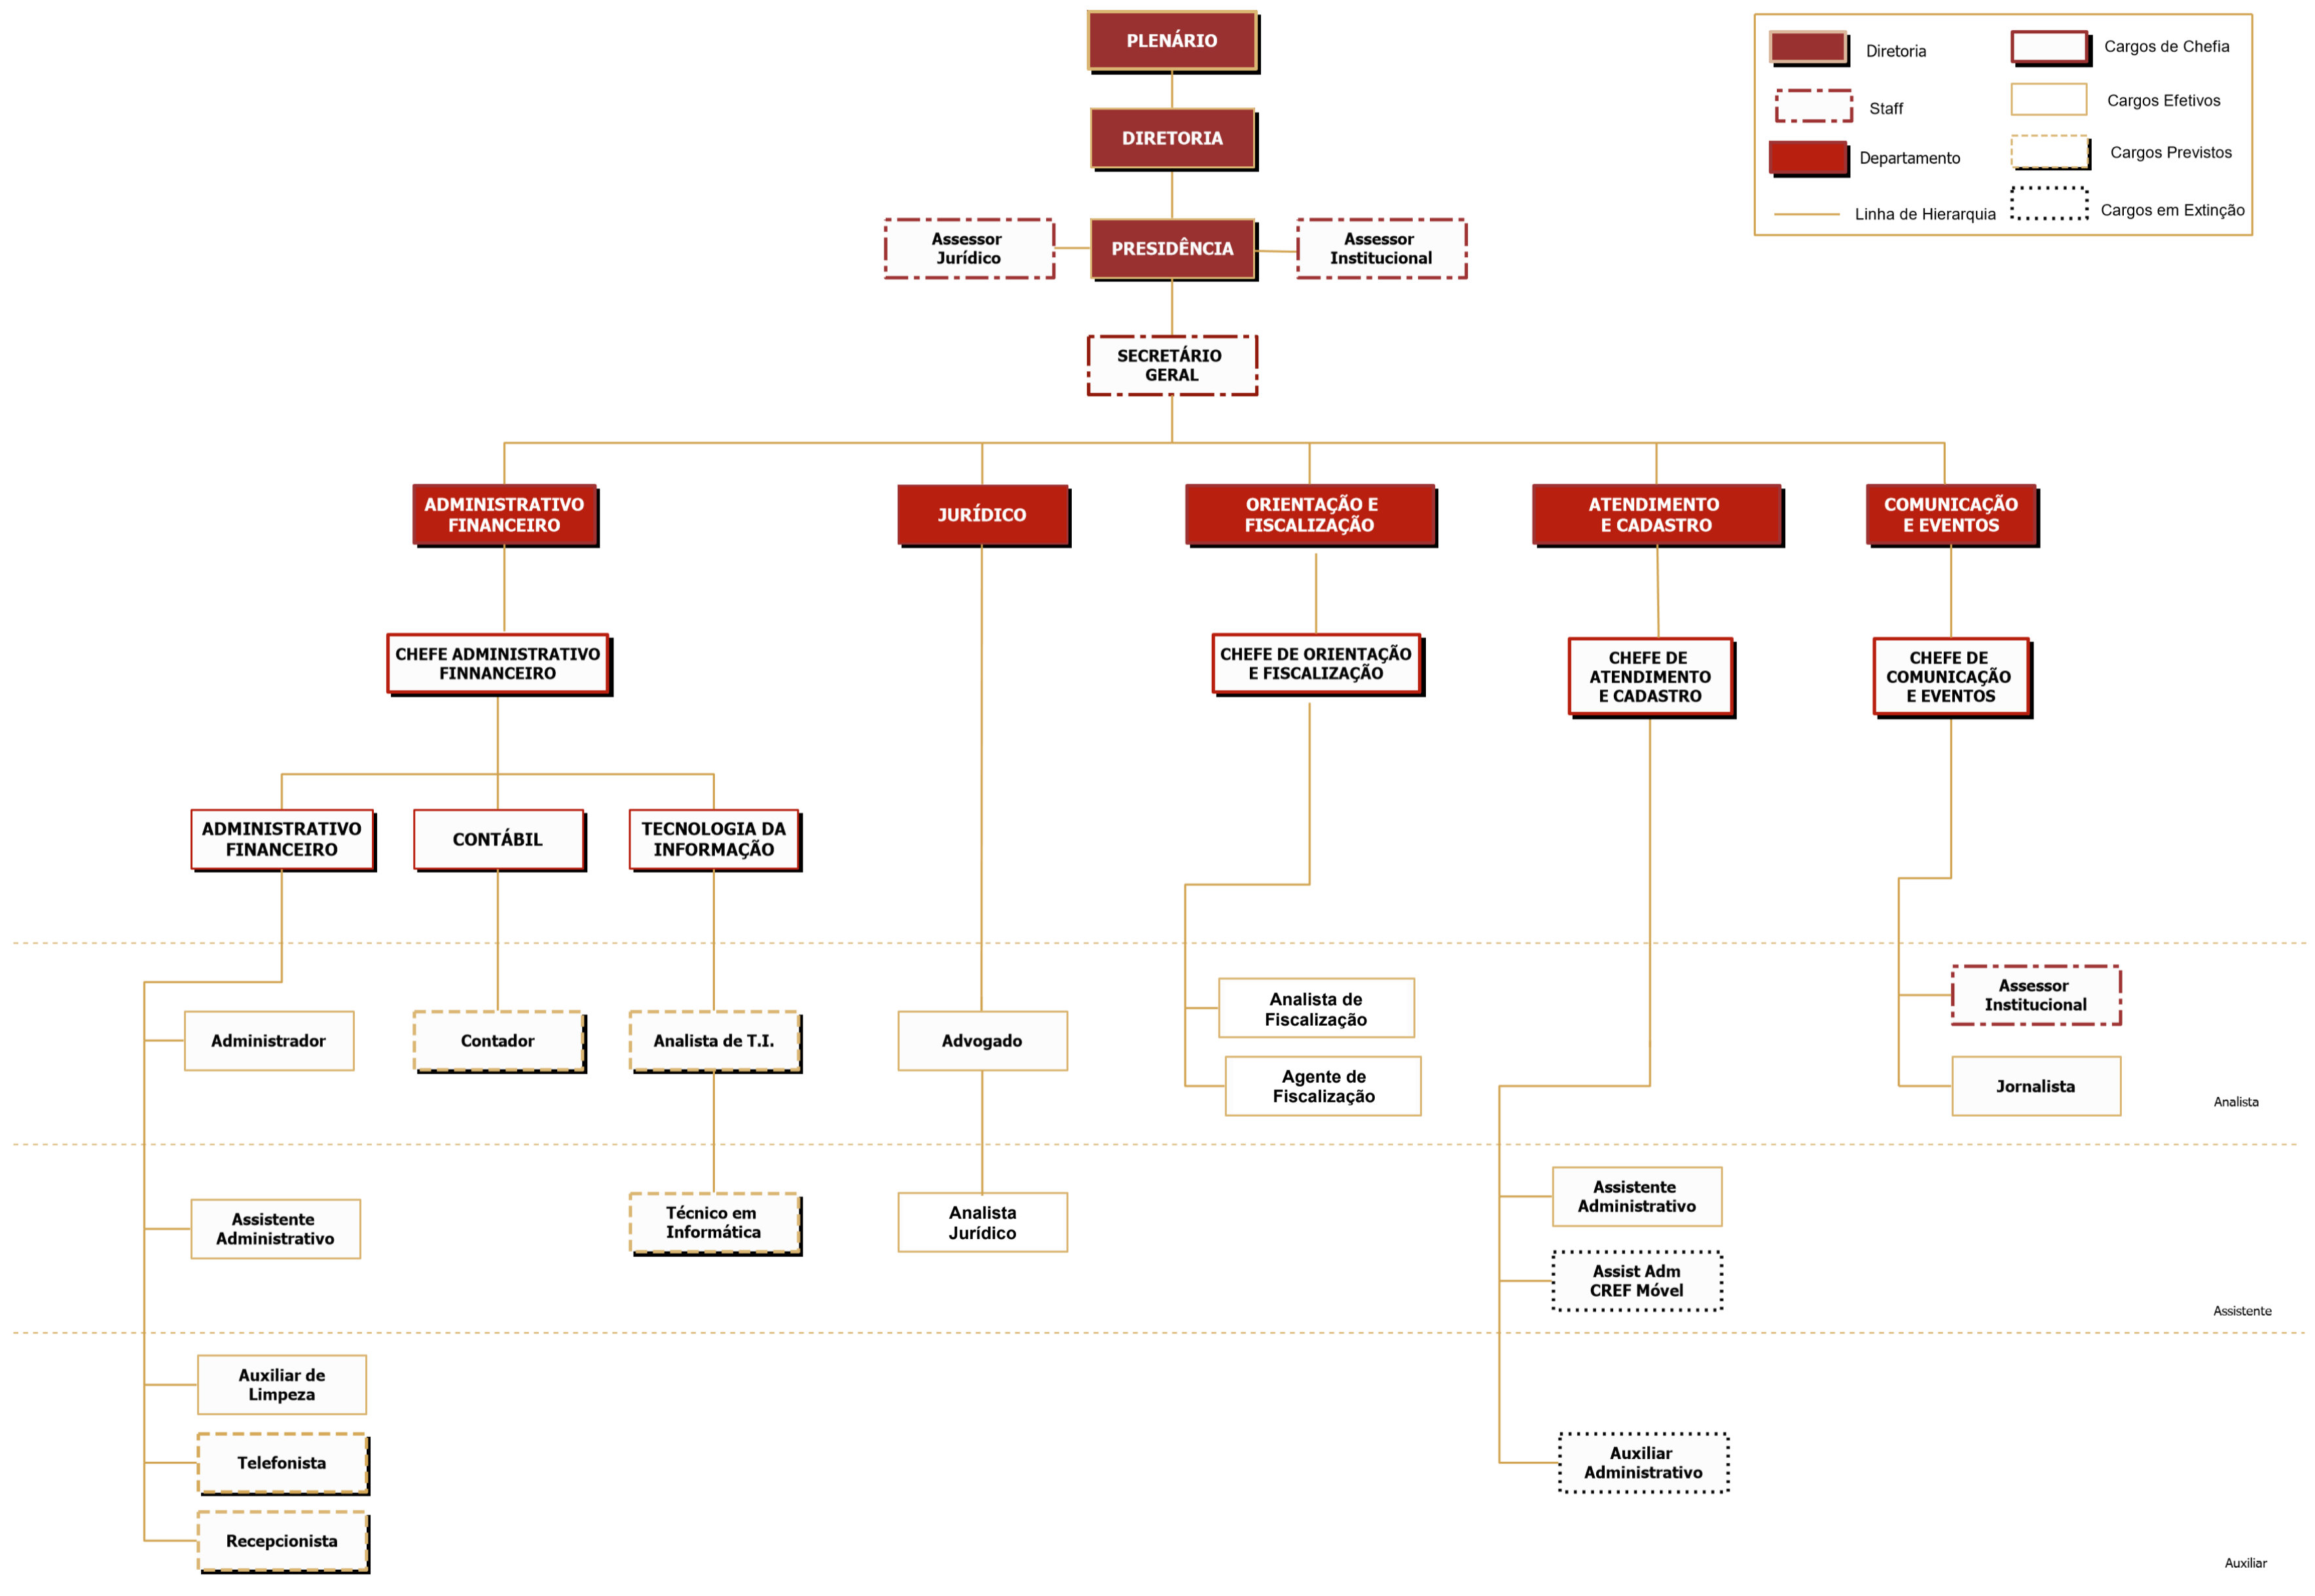 PLENÁRIO
DIRETORIA
PRESIDÊNCIA
Assessor
Jurídico
Assessor
Institucional
SECRETÁRIO
GERAL
Diretoria
Staff
Departamento
Linha de Hierarquia
Cargos de Chefia
Cargos Efetivos
Cargos Previstos
Cargos em Extinção
ADMINISTRATIVO
FINANCEIRO
JURÍDICO
ORIENTAÇÃO E
FISCALIZAÇÃO
ATENDIMENTO
E CADASTRO
COMUNICAÇÃO
E EVENTOS
CHEFE ADMINISTRATIVO
FINNANCEIRO
CHEFE DE ORIENTAÇÃO
E FISCALIZAÇÃO
CHEFE DE
ATENDIMENTO
E CADASTRO
CHEFE DE
COMUNICAÇÃO
E EVENTOS
ADMINISTRATIVO
FINANCEIRO
CONTÁBIL
TECNOLOGIA DA
INFORMAÇÃO
Administrador
Contador
Analista de T.I.
Advogado
Analista de
Fiscalização
Agente de
Fiscalização
Assessor
Institucional
Jornalista
Analista
Assistente
Administrativo
Técnico em
Informática
Analista
Jurídico
Assistente
Administrativo
Assist Adm
CREF Móvel
Assistente
Auxiliar de
Limpeza
Telefonista
Recepcionista
Auxiliar
Administrativo
Auxiliar